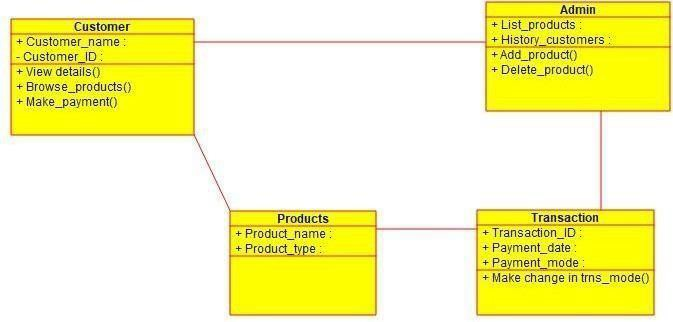 Customer
+ Customer_name :
- Customer_ID :
+ View details()
+ Browse_products()
+ Make_payment()
Admin
+ List_products :
+ History_customers :
+ Add_product()
+ Delete_product()
Products
+ Product_name :
+ Product_type :
Transaction
+ Transaction_ID :
+ Payment_date :
+ Payment_mode :
+ Make change in trns_mode()